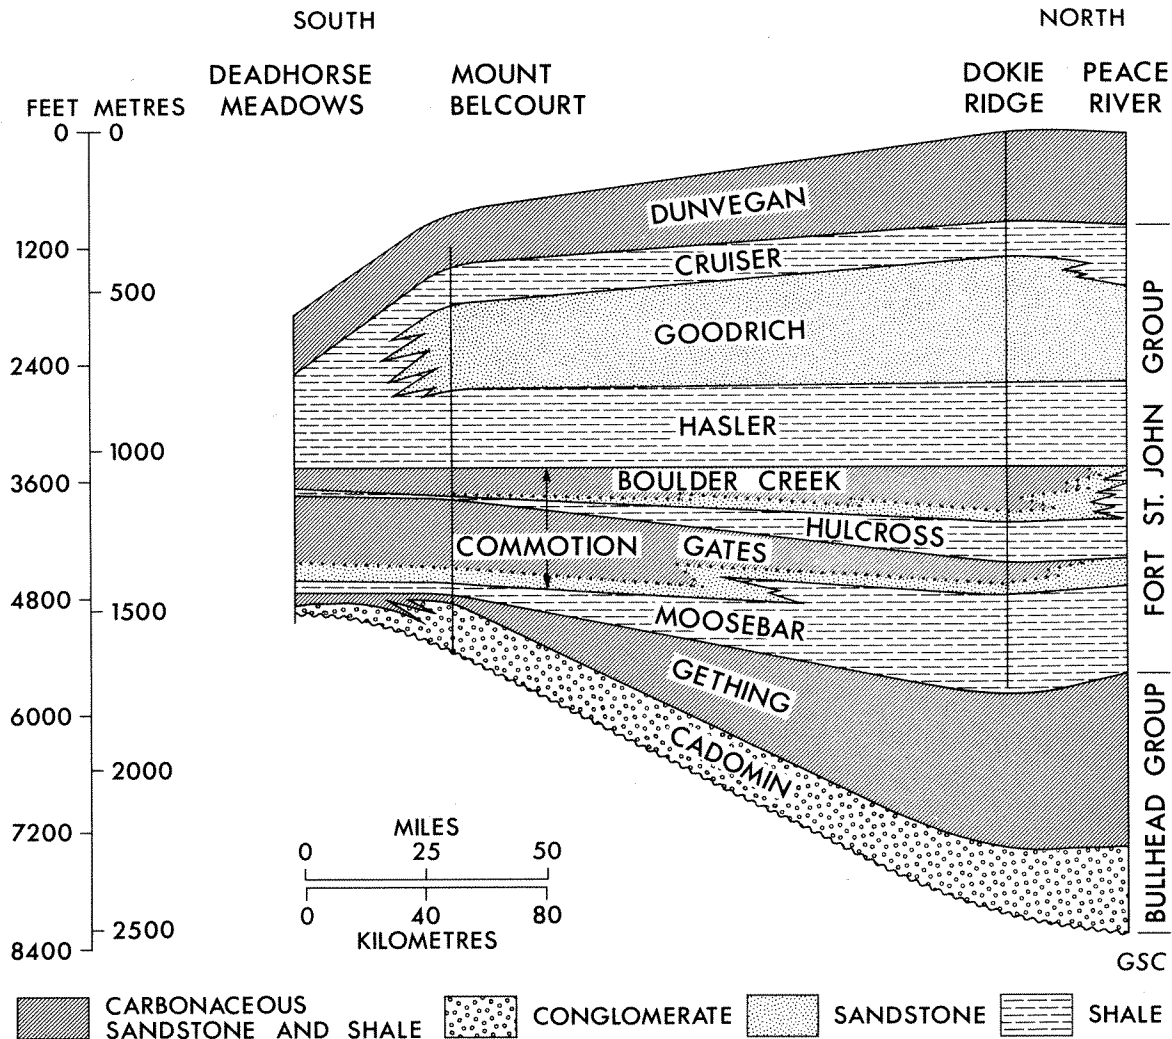 SOUTH
NORTH
DEADHORSE
MEADOWS
MOUNT
BELCOURT
DOKIE
RIDGE
PEACE
RIVER
FEET METRES
0
0
1200
500
2400
1000
3600
4800
1500
6000
2000
7200
2500
8400
DUNVEGAN
CRUISER
GOODRICH
HASLER
BOULDER CREEK
HULCROSS
COMMOTION
GATES
MOOSEBAR
GETHING
CADOMIN
FORT ST. JOHN GROUP
BULLHEAD GROUP
MILES
0 25 50
0 40 80
KILOMETRES
GSC
CARBONACEOUS
SANDSTONE AND SHALE
CONGLOMERATE
SANDSTONE
SHALE